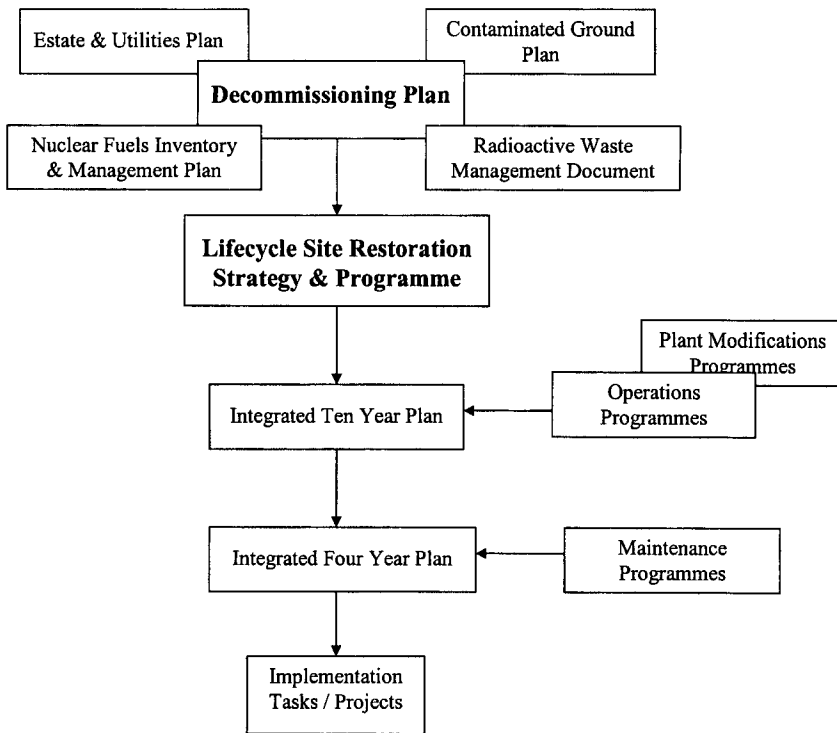 Estate & Utilities Plan
Contaminated Ground
Plan
Decommissioning Plan
Nuclear Fuels Inventory
& Management Plan
Radioactive Waste
Management Document
Lifecycle Site Restoration
Strategy & Programme
Plant Modifications
Programmes
Integrated Ten Year Plan
Operations
Programmes
Integrated Four Year Plan
Maintenance
Programmes
Implementation
Tasks / Projects